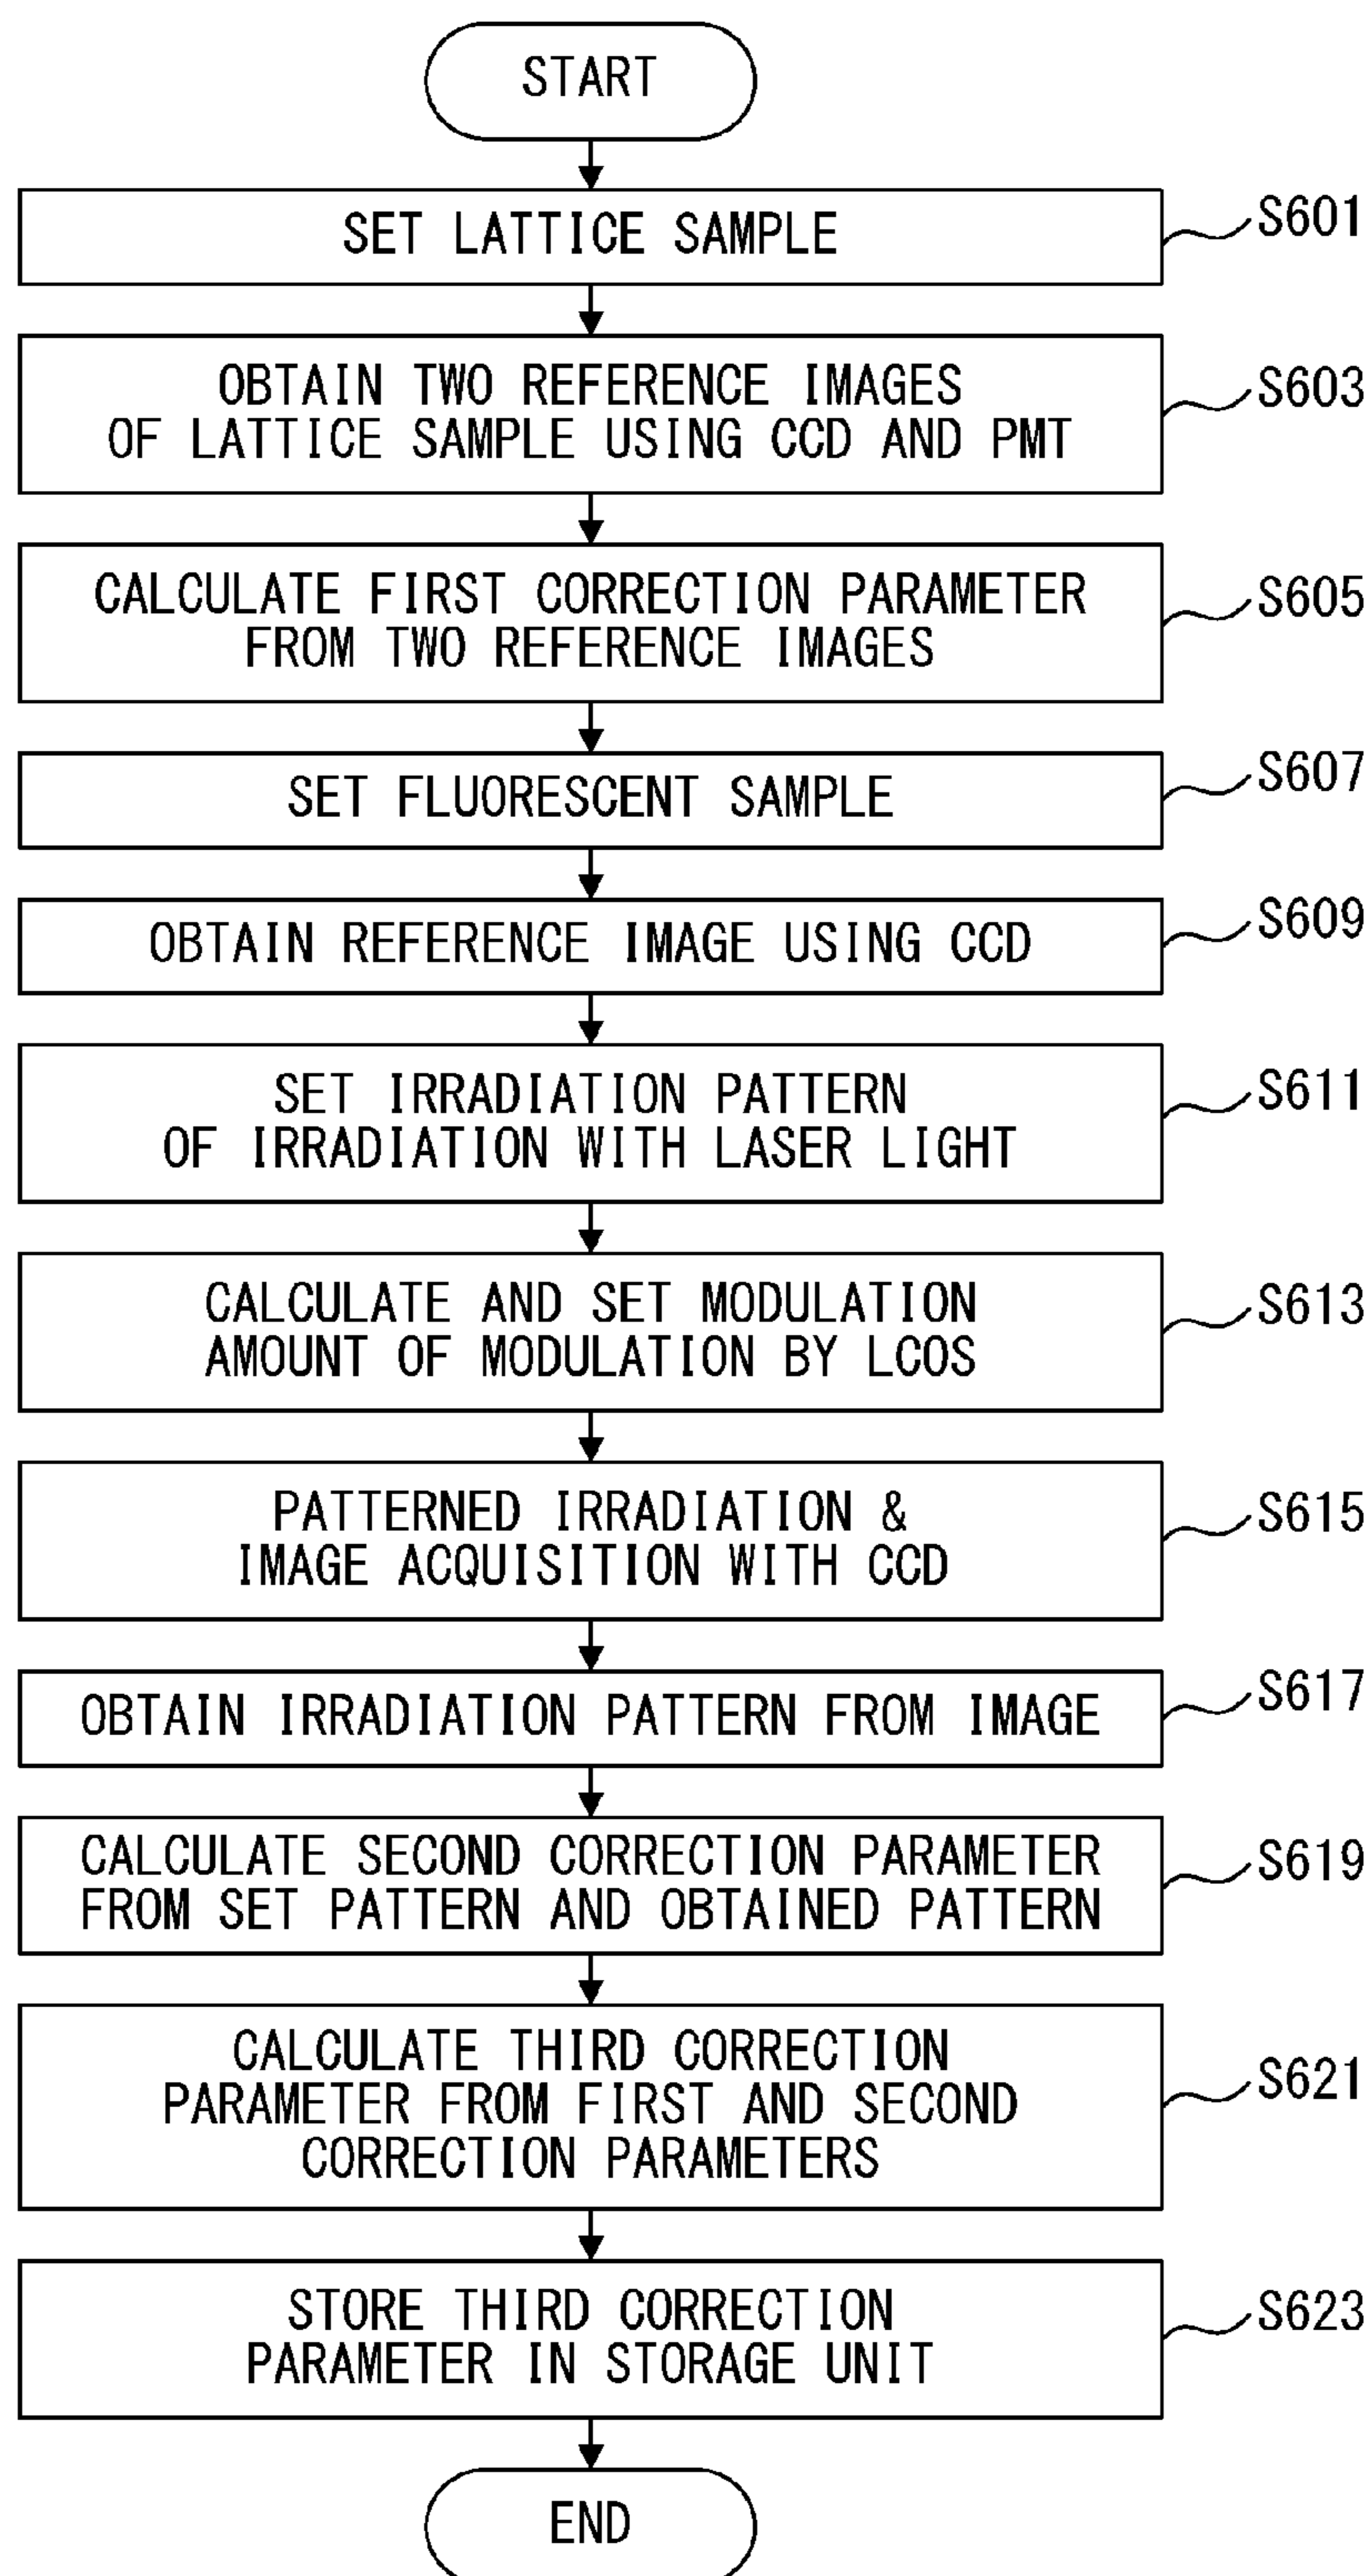 START
SET LATTICE SAMPLE
S601
OBTAIN TWO REFERENCE IMAGES
OF LATTICE SAMPLE USING CCD AND PMT
S603
CALCULATE FIRST CORRECTION PARAMETER
FROM TWO REFERENCE IMAGES
S605
SET FLUORESCENT SAMPLE
S607
OBTAIN REFERENCE IMAGE USING CCD
S609
SET IRRADIATION PATTERN
OF IRRADIATION WITH LASER LIGHT
S611
CALCULATE AND SET MODULATION
AMOUNT OF MODULATION BY LCOS
S613
PATTERNED IRRADIATION &
IMAGE ACQUISITION WITH CCD
S615
OBTAIN IRRADIATION PATTERN FROM IMAGE
S617
CALCULATE SECOND CORRECTION PARAMETER
FROM SET PATTERN AND OBTAINED PATTERN
S619
CALCULATE THIRD CORRECTION
PARAMETER FROM FIRST AND SECOND
CORRECTION PARAMETERS
S621
STORE THIRD CORRECTION
PARAMETER IN STORAGE UNIT
S623
END